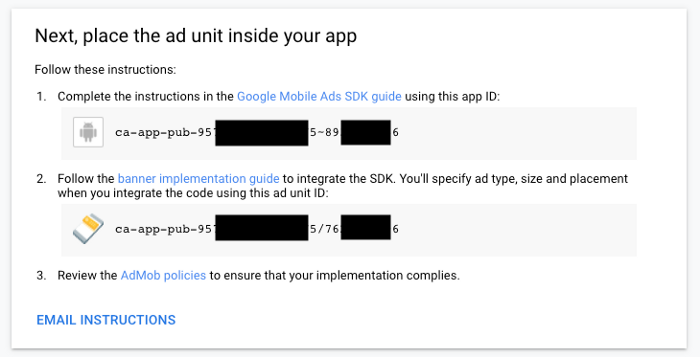 Next, place the ad unit inside your app
Follow these instructions:
1. Complete the instructions in the Google Mobile Ads SDK guide using this app ID:
ca-app-pub-95 5~89 6
2. Follow the banner implementation guide to integrate the SDK. You'll specify ad type, size and placement
when you integrate the code using this ad unit ID:
ca-app-pub-95 5/76 6
3. Review the AdMob policies to ensure that your implementation complies.
EMAIL INSTRUCTIONS